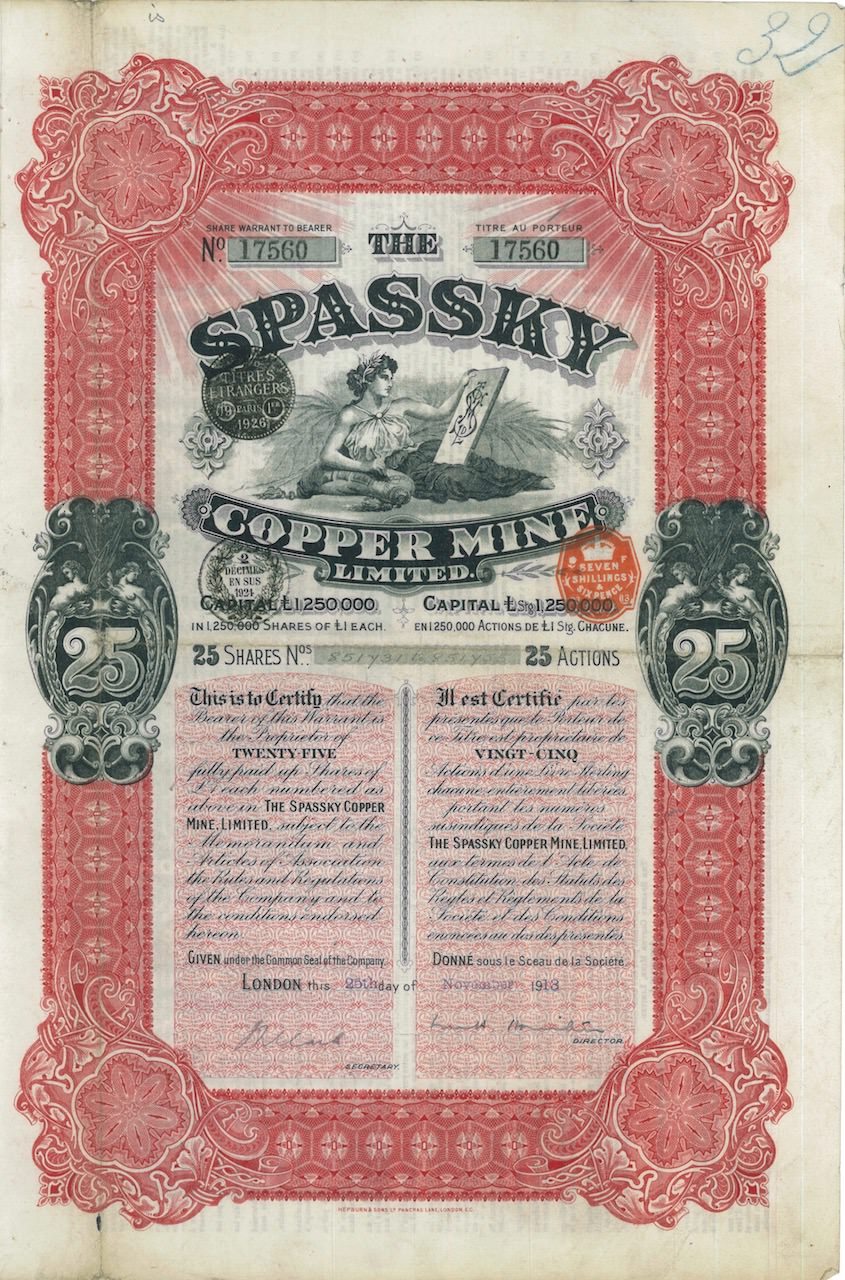 32
SHARE WARRANT TO BEARER
No. 17560
THE
TITRE AU PORTEUR
17560
SPASSKY
TITRES
ETRANGERS
19 PARIS 1ER
1926
COPPER MINE
LIMITED.
2
DECIMES
EN SUS
1924
SEVEN
SHILLINGS
&
SIXPENCE
CAPITAL £1,250,000
IN 1,250,000 SHARES OF £1 EACH.
CAPITAL £Stg 1,250,000.
EN 1250,000 ACTIONS DE £1 Stg. CHACUNE.
25 SHARES Nos
25 ACTIONS
25
25
This is to Certify that the
Bearer of this Warrant is
the Proprietor of
TWENTY-FIVE
fully paid up Shares of
£1 each numbered as
above in THE SPASSKY COPPER
MINE, LIMITED, subject to the
Memorandum and
Articles of Association
the Rules and Regulations
of the Company and to
the conditions endorsed
hereon.
GIVEN under the Common Seal of the Company
Il est Certifié par les
présentes que le Porteur de
ce Titre est propriétaire de
VINGT-CINQ
Actions d'une Livre Sterling
chacune entièrement libérées
portant les numéros
susindiqués de la Société
THE SPASSKY COPPER MINE, LIMITED,
aux termes de l'Acte de
Constitution des Statuts des
Règles et Règlements de la
Société et des Conditions
énoncées au dos des présentes.
DONNÉ sous le Sceau de la Société
LONDON this 25th day of November 1913
SECRETARY.
DIRECTOR
HEPBURN & SONS LD PANCRAS LANE, LONDON, E.C.